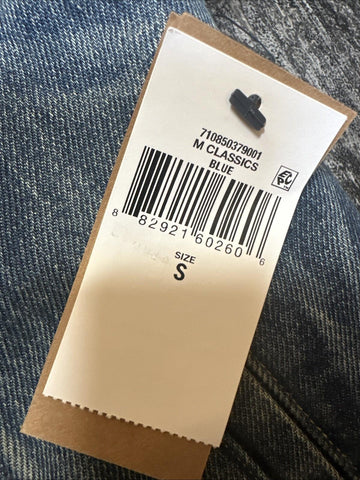 710850379001
M CLASSICS
BLUE
8 82921 60260 6
SIZE
S